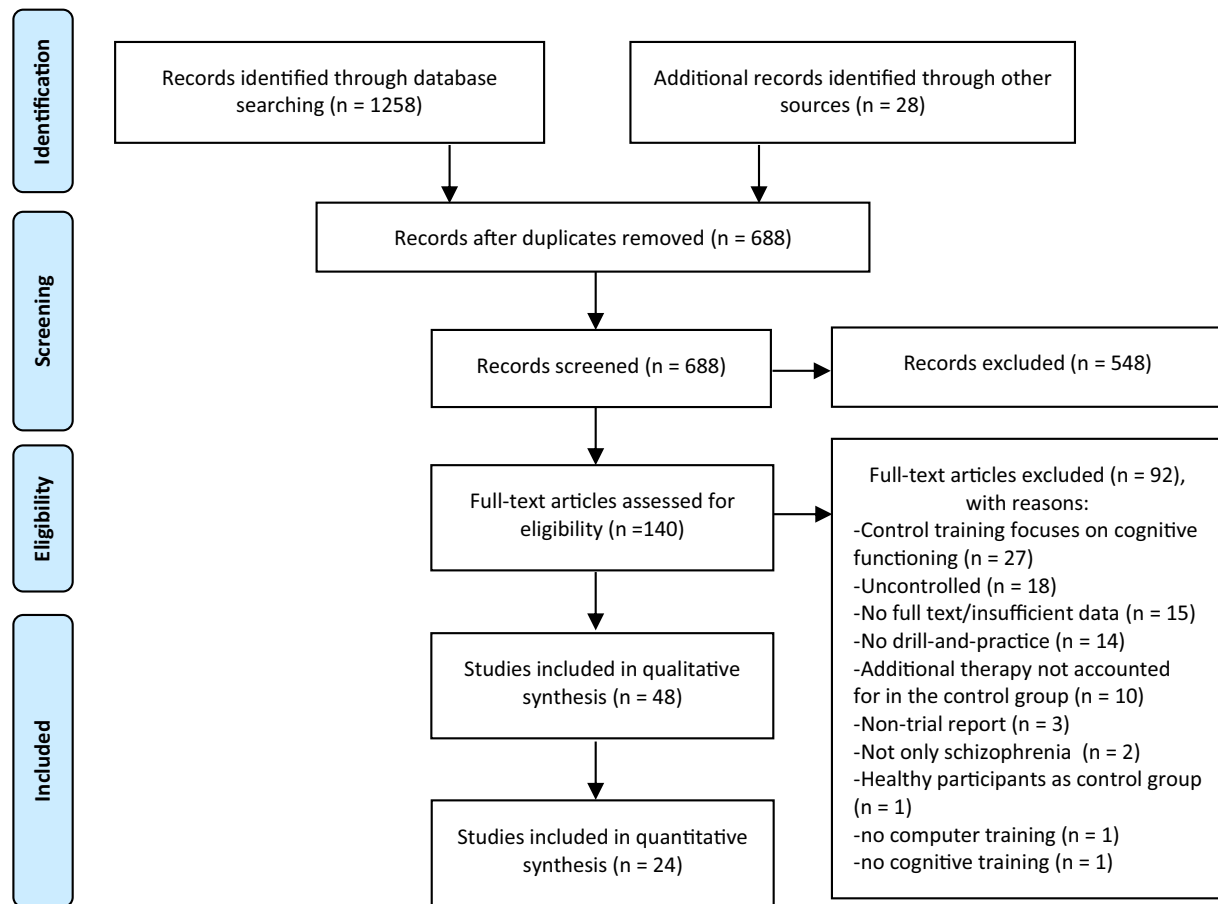 Identification
Records identified through database
searching (n = 1258)
Additional records identified through other
sources (n = 28)
Screening
Records after duplicates removed (n = 688)
Records screened (n = 688)
Records excluded (n = 548)
Eligibility
Full-text articles assessed for
eligibility (n =140)
Full-text articles excluded (n = 92),
with reasons:
-Control training focuses on cognitive
functioning (n = 27)
-Uncontrolled (n = 18)
-No full text/insufficient data (n = 15)
-No drill-and-practice (n = 14)
-Additional therapy not accounted
for in the control group (n = 10)
-Non-trial report (n = 3)
-Not only schizophrenia (n = 2)
-Healthy participants as control group
(n = 1)
-no computer training (n = 1)
-no cognitive training (n = 1)
Included
Studies included in qualitative
synthesis (n = 48)
Studies included in quantitative
synthesis (n = 24)